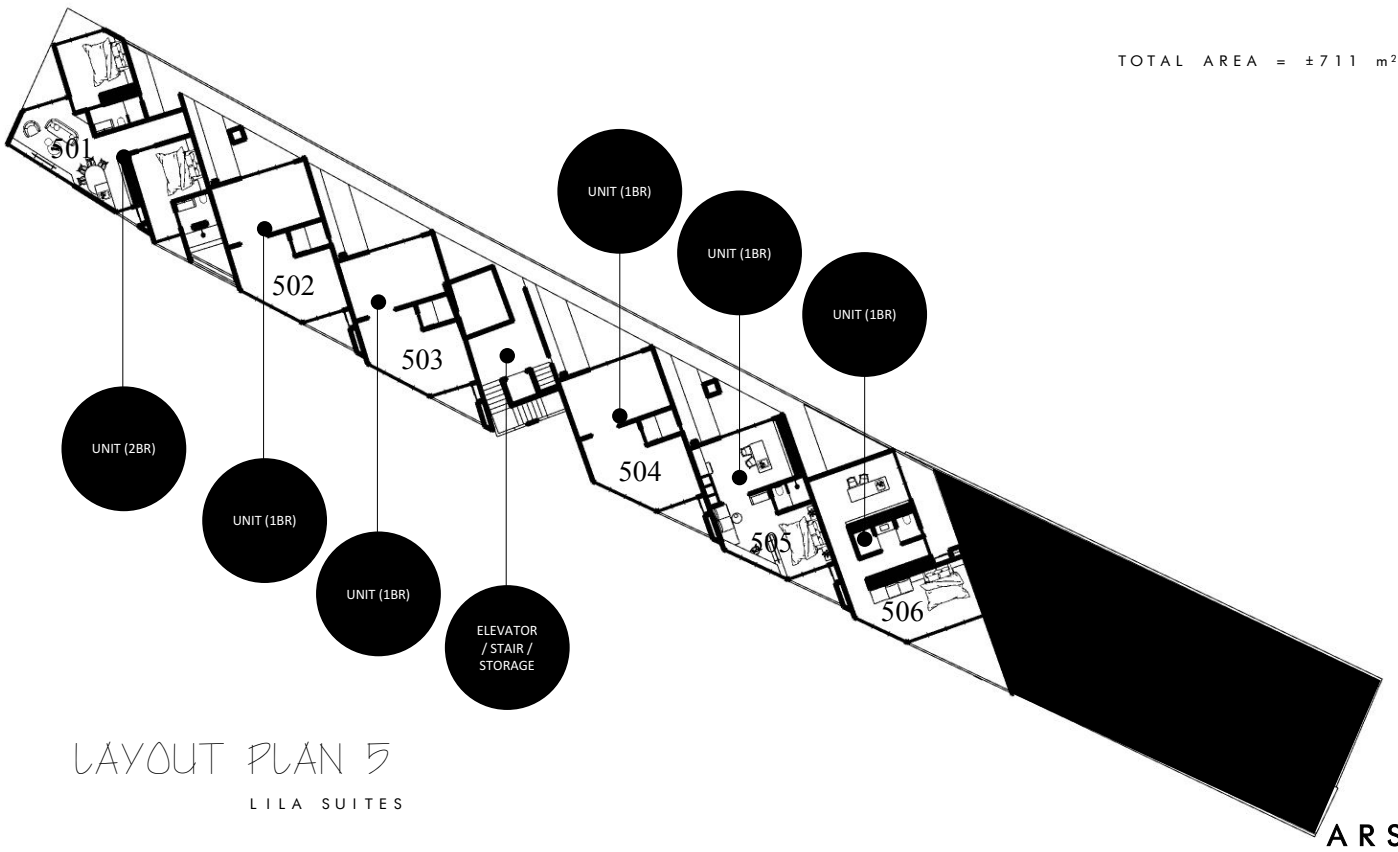 TOTAL AREA = ±711 m²
501
UNIT (1BR)
UNIT (1BR)
502
UNIT (1BR)
503
UNIT (2BR)
504
UNIT (1BR)
505
UNIT (1BR)
506
ELEVATOR
/ STAIR /
STORAGE
LAYOUT PLAN 5
LILA SUITES
ARS